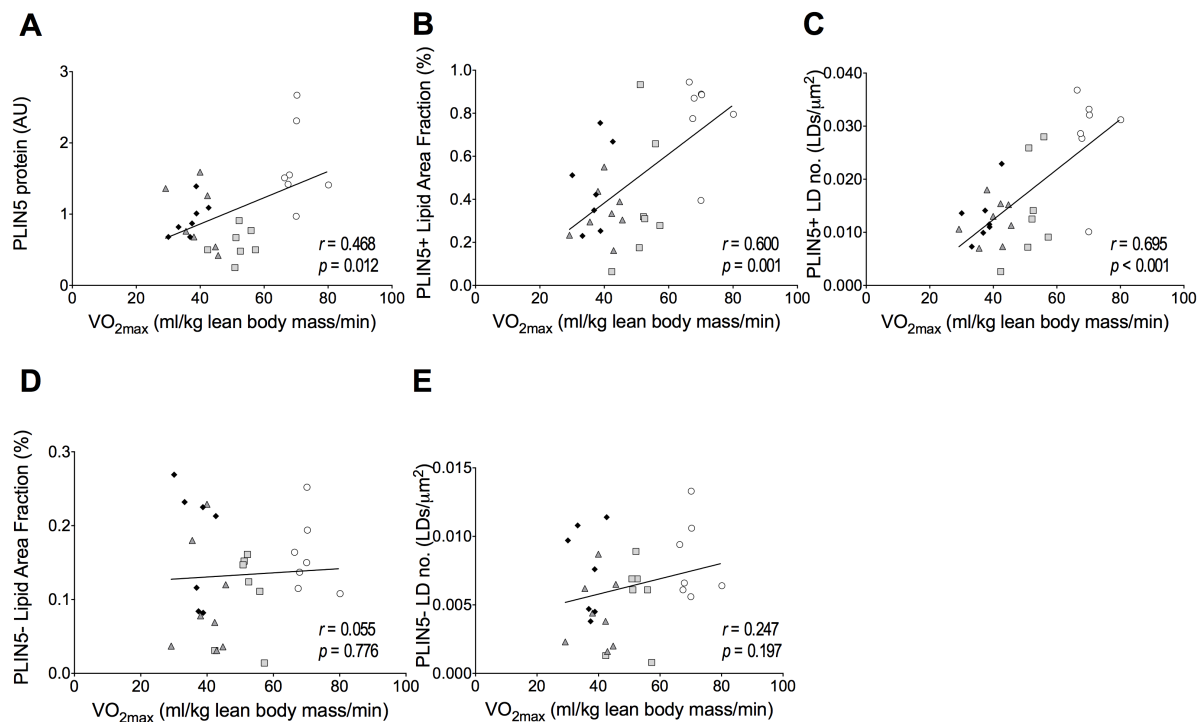 A
PLIN5 protein (AU)
3
2
1
0
0 20 40 60 80 100
VO2max (ml/kg lean body mass/min)
r = 0.468
p = 0.012
B
PLIN5+ Lipid Area Fraction (%)
1.0
0.8
0.6
0.4
0.2
0.0
0 20 40 60 80 100
VO2max (ml/kg lean body mass/min)
r = 0.600
p = 0.001
C
PLIN5+ LD no. (LDs/μm2)
0.040
0.030
0.020
0.010
0.000
0 20 40 60 80 100
VO2max (ml/kg lean body mass/min)
r = 0.695
p < 0.001
D
PLIN5- Lipid Area Fraction (%)
0.3
0.2
0.1
0.0
0 20 40 60 80 100
VO2max (ml/kg lean body mass/min)
r = 0.055
p = 0.776
E
PLIN5- LD no. (LDs/μm2)
0.015
0.010
0.005
0.000
0 20 40 60 80 100
VO2max (ml/kg lean body mass/min)
r = 0.247
p = 0.197